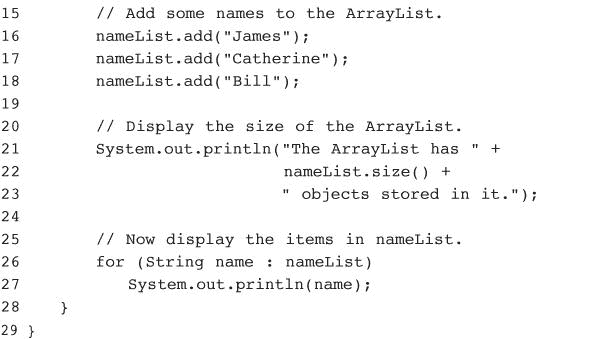 15 // Add some names to the ArrayList.
16 nameList.add("James");
17 nameList.add("Catherine");
18 nameList.add("Bill");
19
20 // Display the size of the ArrayList.
21 System.out.println("The ArrayList has " +
22 nameList.size() +
23 " objects stored in it.");
24
25 // Now display the items in nameList.
26 for (String name : nameList)
27 System.out.println(name);
28 }
29 }